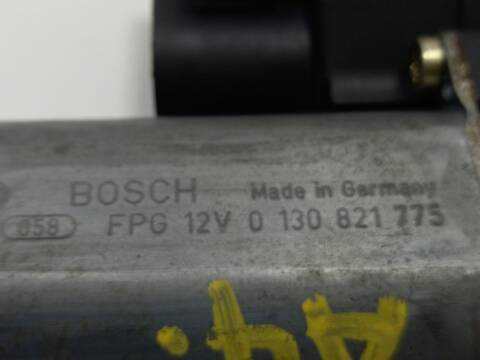 BOSCH Made in Germany
058 FPG 12V 0 130 821 775